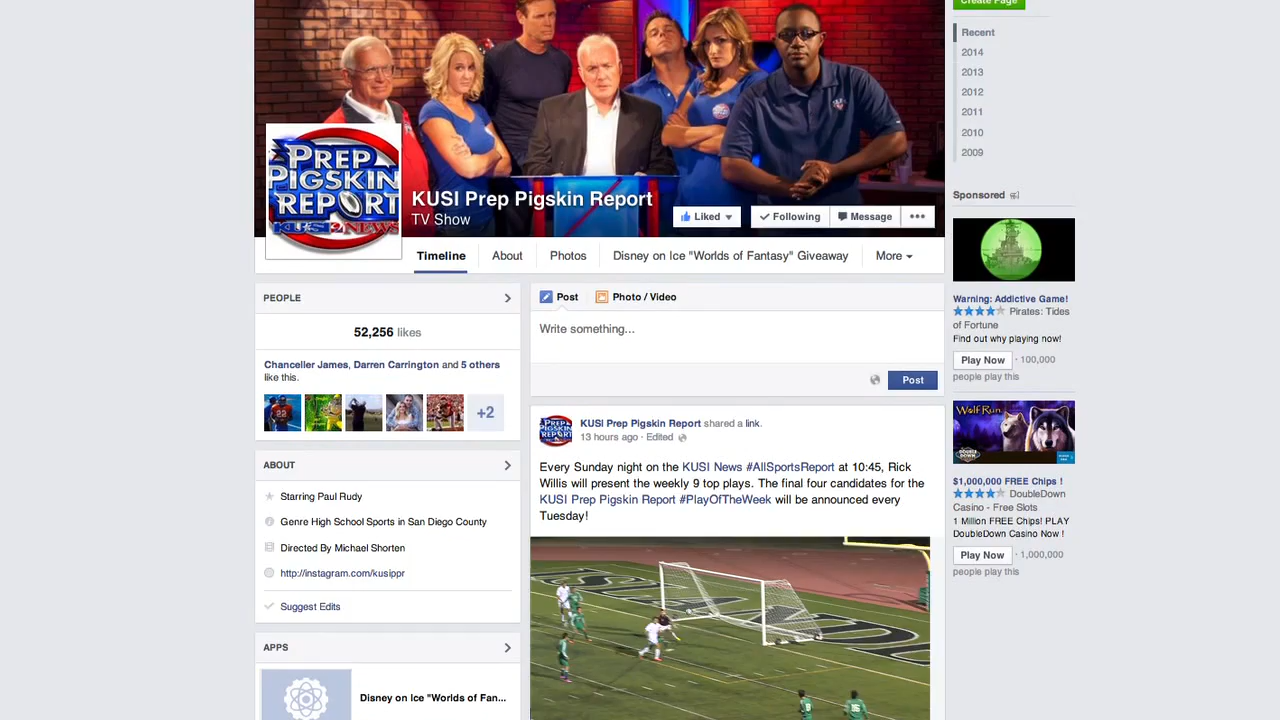 Create Page
Recent
2014
2013
2012
2011
2010
2009
PREP
PIGSKIN
REPORT
KUSI 9 NEWS
KUSI Prep Pigskin Report
TV Show
Liked
Following
Message
•••
Timeline
About
Photos
Disney on Ice "Worlds of Fantasy" Giveaway
More
PEOPLE
52,256 likes
Chanceller James, Darren Carrington and 5 others
like this.
+2
ABOUT
Starring Paul Rudy
Genre High School Sports in San Diego County
Directed By Michael Shorten
http://instagram.com/kusippr
Suggest Edits
APPS
Disney on Ice "Worlds of Fan...
Post
Photo / Video
Write something...
Post
PREP
PIGSKIN
REPORT
KUSI Prep Pigskin Report shared a link.
13 hours ago · Edited
Every Sunday night on the KUSI News #AllSportsReport at 10:45, Rick
Willis will present the weekly 9 top plays. The final four candidates for the
KUSI Prep Pigskin Report #PlayOfTheWeek will be announced every
Tuesday!
Sponsored
Warning: Addictive Game!
Pirates: Tides
of Fortune
Find out why playing now!
Play Now · 100,000
people play this
Wolf Run
DOUBLE
DOWN
$1,000,000 FREE Chips !
DoubleDown
Casino - Free Slots
1 Million FREE Chips! PLAY
DoubleDown Casino Now !
Play Now · 1,000,000
people play this